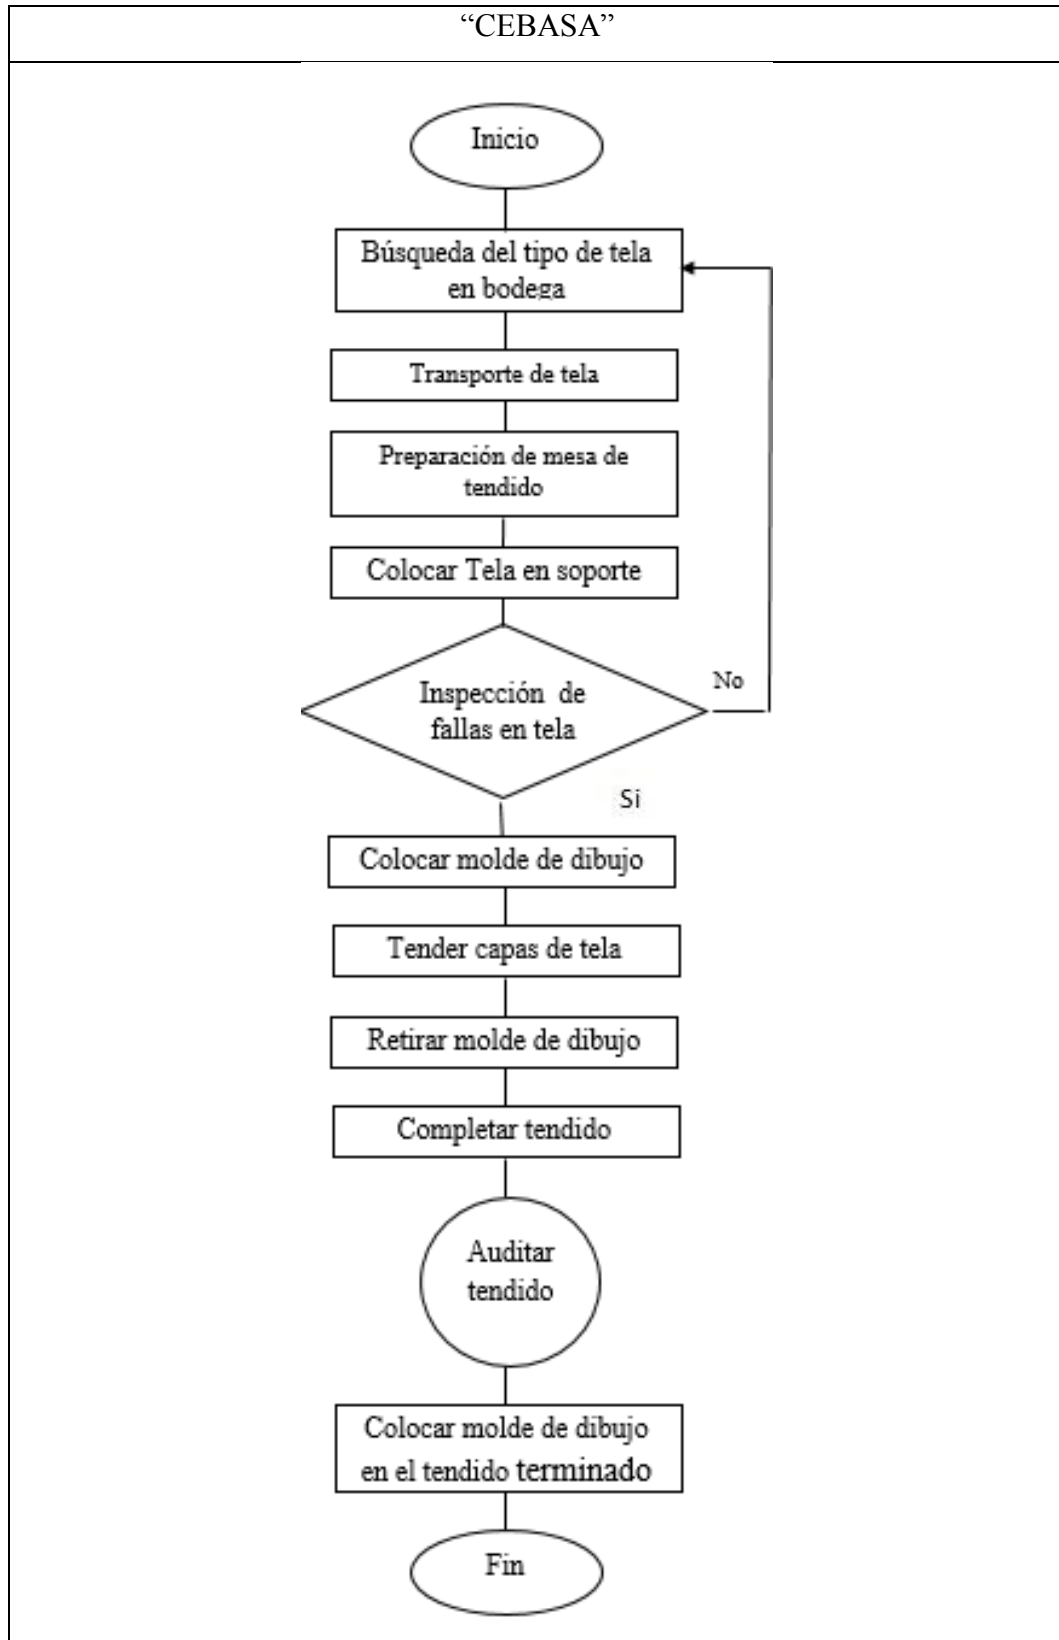 “CEBASA”
Inicio
Búsqueda del tipo de tela
en bodega
Transporte de tela
Preparación de mesa de
tendido
Colocar Tela en soporte
Inspección de
fallas en tela
No
Si
Colocar molde de dibujo
Tender capas de tela
Retirar molde de dibujo
Completar tendido
Auditar
tendido
Colocar molde de dibujo
en el tendido terminado
Fin